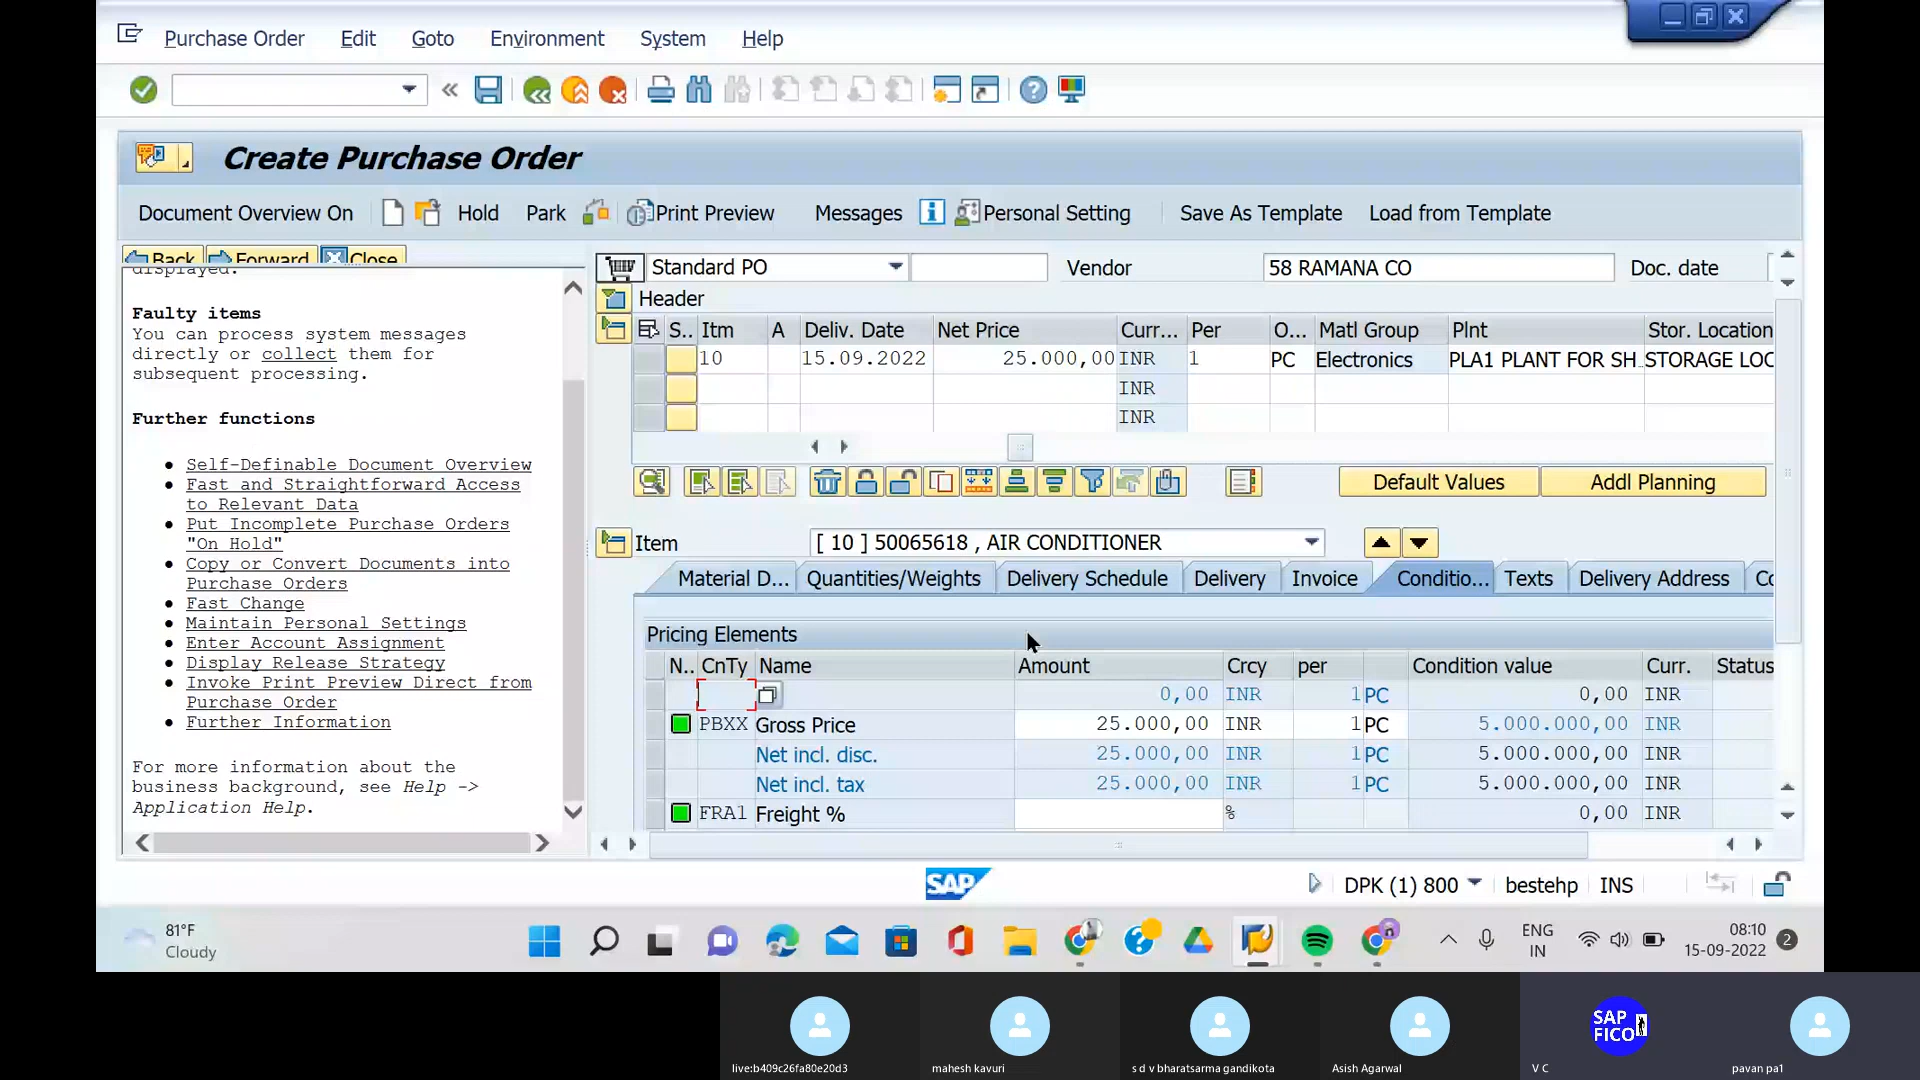 Purchase Order Edit Goto Environment System Help
Create Purchase Order
Document Overview On Hold Park Print Preview Messages Personal Setting Save As Template Load from Template
Back Forward Close
displayed.
Faulty items
You can process system messages
directly or collect them for
subsequent processing.
Further functions
Self-Definable Document Overview
Fast and Straightforward Access
to Relevant Data
Put Incomplete Purchase Orders
"On Hold"
Copy or Convert Documents into
Purchase Orders
Fast Change
Maintain Personal Settings
Enter Account Assignment
Display Release Strategy
Invoke Print Preview Direct from
Purchase Order
Further Information
For more information about the
business background, see Help ->
Application Help.
Standard PO Vendor 58 RAMANA CO Doc. date
Header
S.. Itm A Deliv. Date Net Price Curr... Per O... Matl Group Plnt Stor. Location
10 15.09.2022 25.000,00 INR 1 PC Electronics PLA1 PLANT FOR SH STORAGE LOC
INR
INR
Default Values Addl Planning
Item [ 10 ] 50065618 , AIR CONDITIONER
Material D... Quantities/Weights Delivery Schedule Delivery Invoice Conditio... Texts Delivery Address Co
Pricing Elements
N.. CnTy Name Amount Crcy per Condition value Curr. Status
0,00 INR 1 PC 0,00 INR
PBXX Gross Price 25.000,00 INR 1 PC 5.000.000,00 INR
Net incl. disc. 25.000,00 INR 1 PC 5.000.000,00 INR
Net incl. tax 25.000,00 INR 1 PC 5.000.000,00 INR
FRA1 Freight % % 0,00 INR
SAP DPK (1) 800 bestehp INS
81°F
Cloudy
ENG
IN
08:10
15-09-2022
2
SAP
FICO
live:b409c26fa80e20d3 mahesh kavuri s d v bharatsarma gandikota Asish Agarwal V C pavan pa1